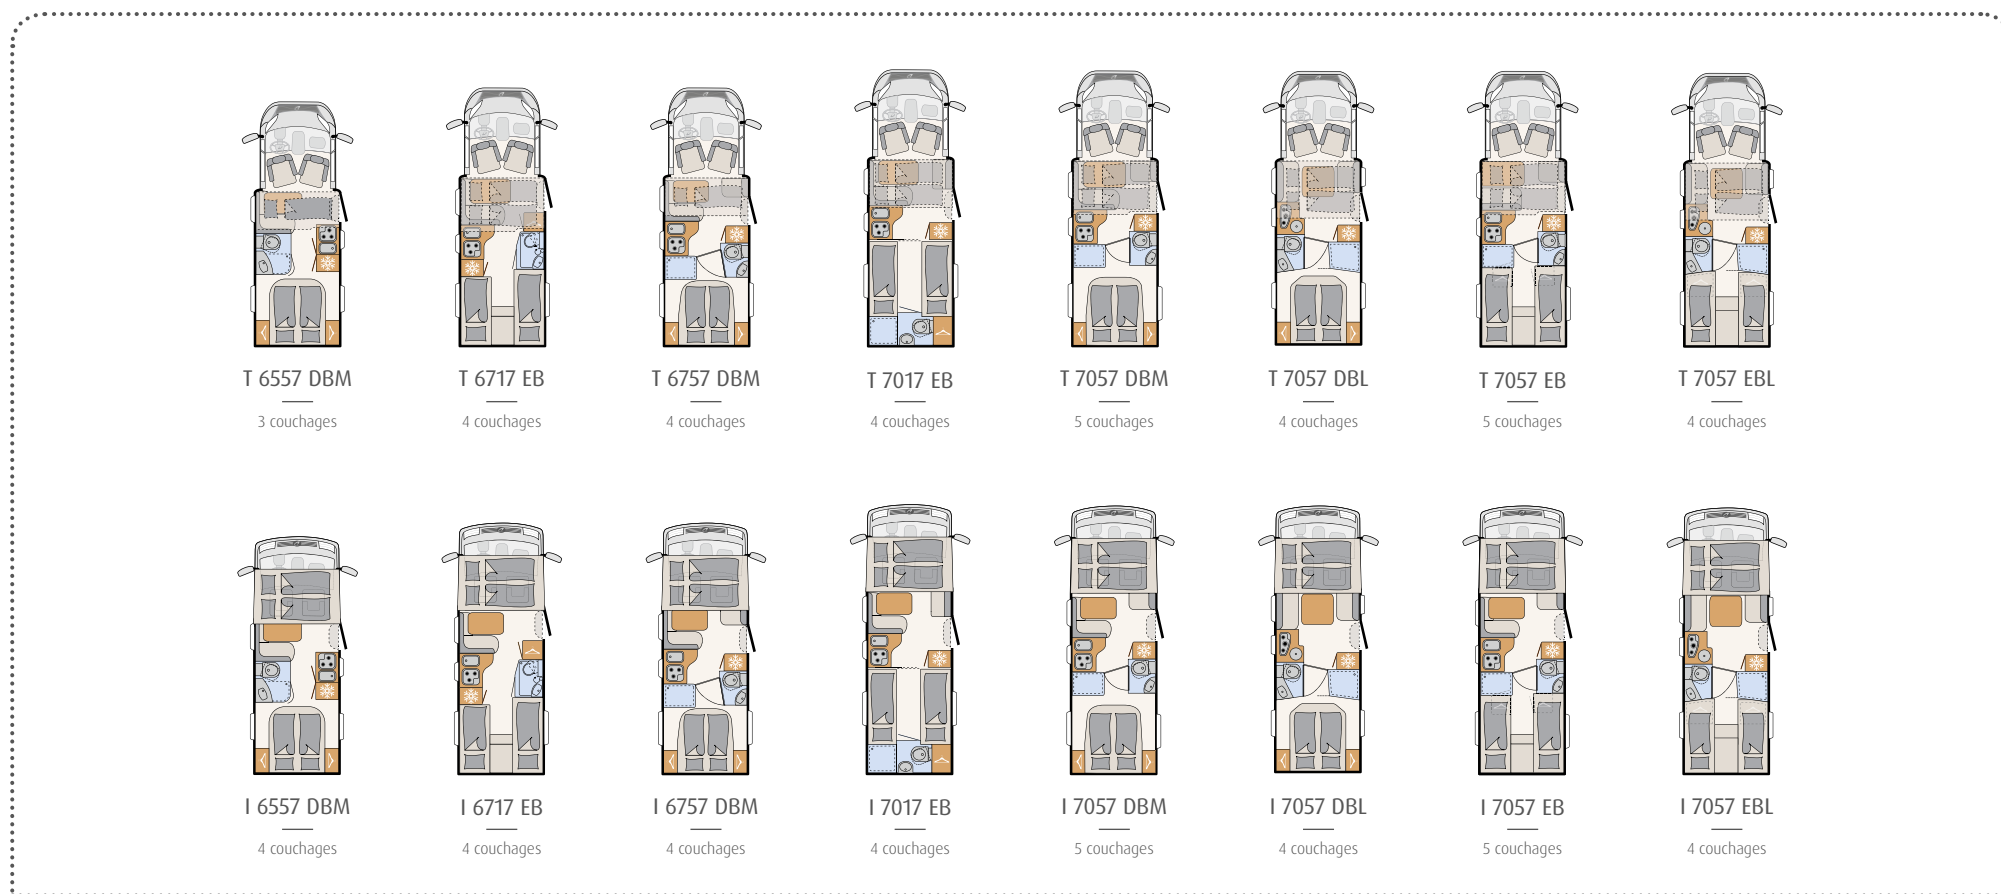 T 6557 DBM
T 6717 EB
T 6757 DBM
T 7017 EB
T 7057 DBM
T 7057 DBL
T 7057 EB
T 7057 EBL
3 couchages
4 couchages
4 couchages
4 couchages
5 couchages
4 couchages
5 couchages
4 couchages
I 6557 DBM
I 6717 EB
I 6757 DBM
I 7017 EB
I 7057 DBM
I 7057 DBL
I 7057 EB
I 7057 EBL
4 couchages
4 couchages
4 couchages
4 couchages
5 couchages
4 couchages
5 couchages
4 couchages